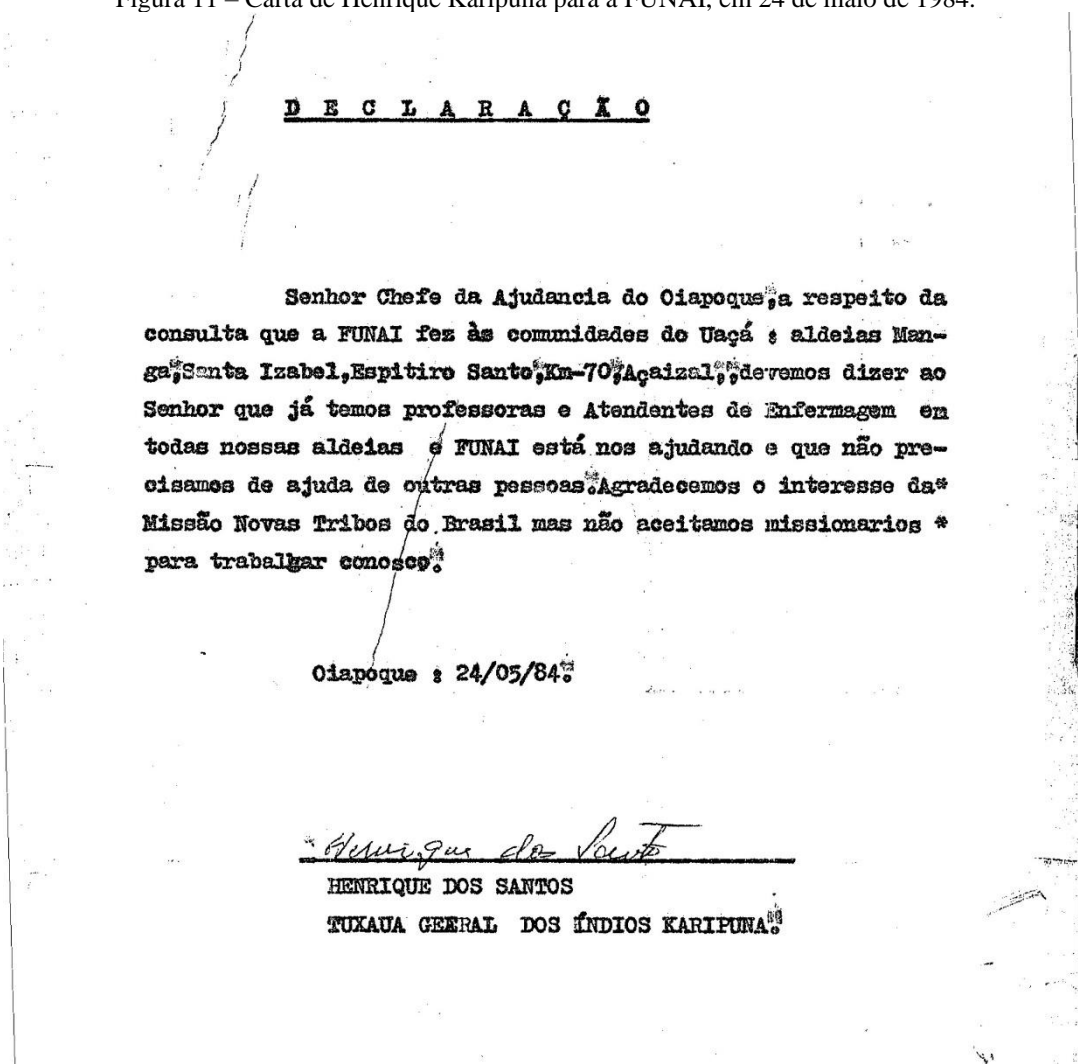 Figura 11 – Carta de Henrique Karipuna para a FUNAI, em 24 de maio de 1984.
D E C L A R A Ç Ã O
Senhor Chefe da Ajudancia do Oiapoque,a respeito da
consulta que a FUNAI fez às comunidades do Uaçá : aldeias Man-
ga,Santa Izabel,Espitiro Santo,Km-70,Açaizal,,devemos dizer ao
Senhor que já temos professoras e Atendentes de Enfermagem em
todas nossas aldeias e FUNAI está nos ajudando e que não pre-
cisamos de ajuda de outras pessoas.Agradecemos o interesse da*
Missão Novas Tribos do Brasil mas não aceitamos missionarios *
para trabalgar conosco.
Oiapoque : 24/05/84.
Henrique dos Santo
HENRIQUE DOS SANTOS
TUXAUA GEERAL DOS ÍNDIOS KARIPUNA.